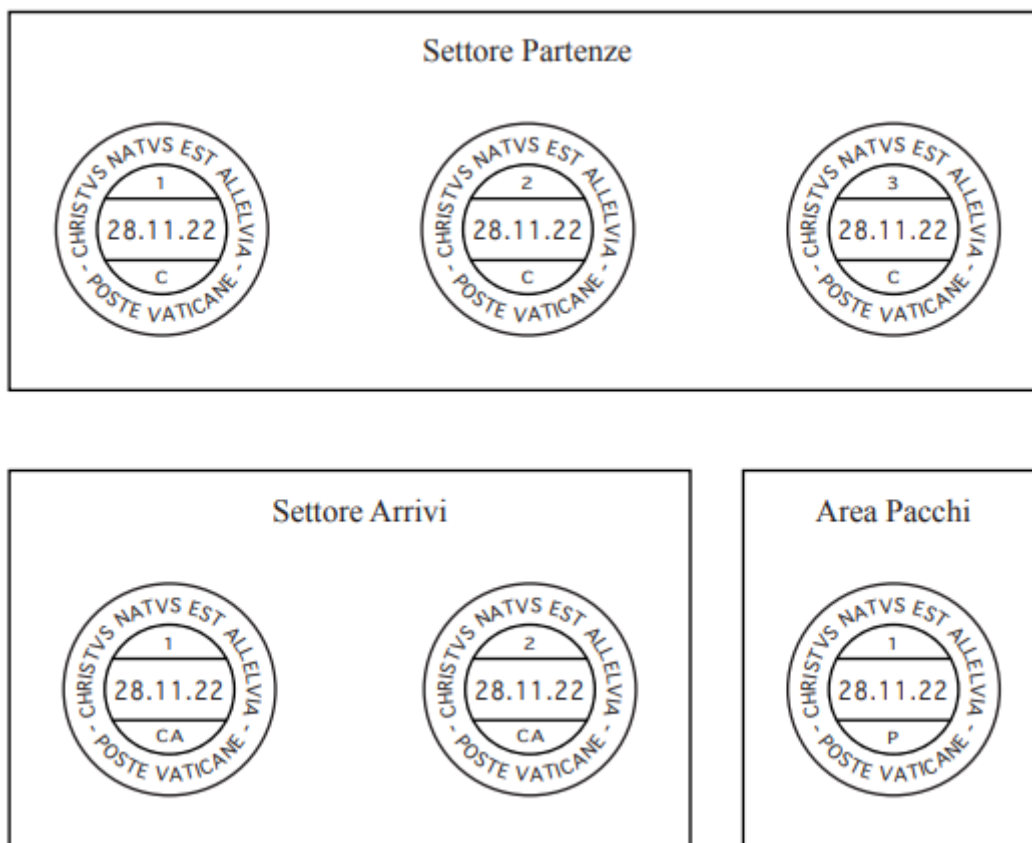 Settore Partenze
CHRISTVS NATVS EST ALLELVIA - POSTE VATICANE -
1
28.11.22
C
CHRISTVS NATVS EST ALLELVIA - POSTE VATICANE -
2
28.11.22
C
CHRISTVS NATVS EST ALLELVIA - POSTE VATICANE -
3
28.11.22
C
Settore Arrivi
CHRISTVS NATVS EST ALLELVIA - POSTE VATICANE -
1
28.11.22
CA
CHRISTVS NATVS EST ALLELVIA - POSTE VATICANE -
2
28.11.22
CA
Area Pacchi
CHRISTVS NATVS EST ALLELVIA - POSTE VATICANE -
1
28.11.22
P